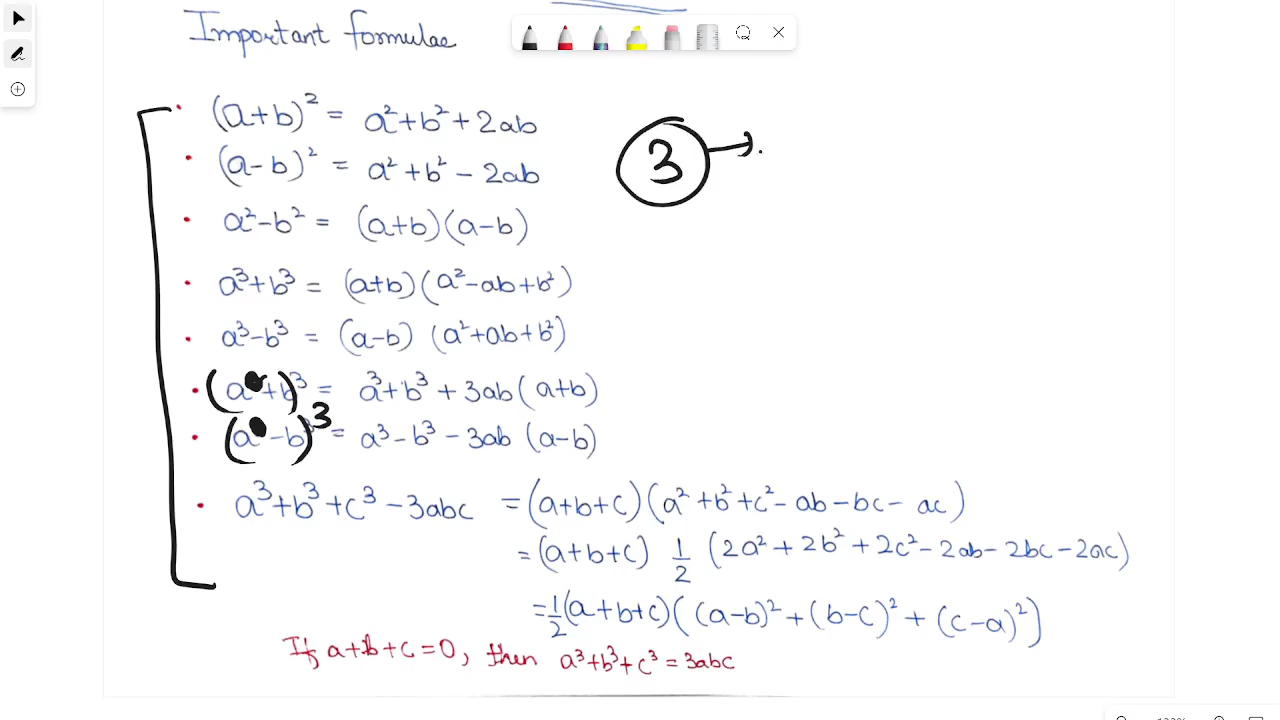 Important formulae
• (a+b)² = a²+b²+2ab
• (a-b)² = a²+b²-2ab
• a²-b² = (a+b)(a-b)
• a³+b³ = (a+b)(a²-ab+b²)
• a³-b³ = (a-b)(a²+ab+b²)
• (a+b)³ = a³+b³+3ab(a+b)
• (a-b)³ = a³-b³-3ab(a-b)
• a³+b³+c³-3abc = (a+b+c)(a²+b²+c²-ab-bc-ac)
= (a+b+c) 1/2 (2a²+2b²+2c²-2ab-2bc-2ac)
= 1/2 (a+b+c)((a-b)²+(b-c)²+(c-a)²)
If a+b+c=0, then a³+b³+c³=3abc
3 →